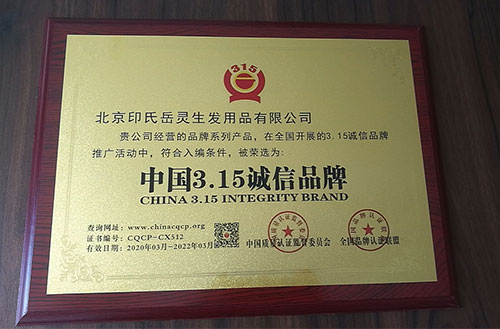 315
北京印氏岳灵生发用品有限公司
贵公司经营的品牌系列产品，在全国开展的3.15诚信品牌
推广活动中，符合入编条件，被荣选为：
中国3.15诚信品牌
CHINA 3.15 INTEGRITY BRAND
查询网址：www.chinacqcp.org
证书编号：CQCP-CX512
有效日期：2020年03月-2022年03月
中国质量认证监督委员会
全国品牌认证联盟